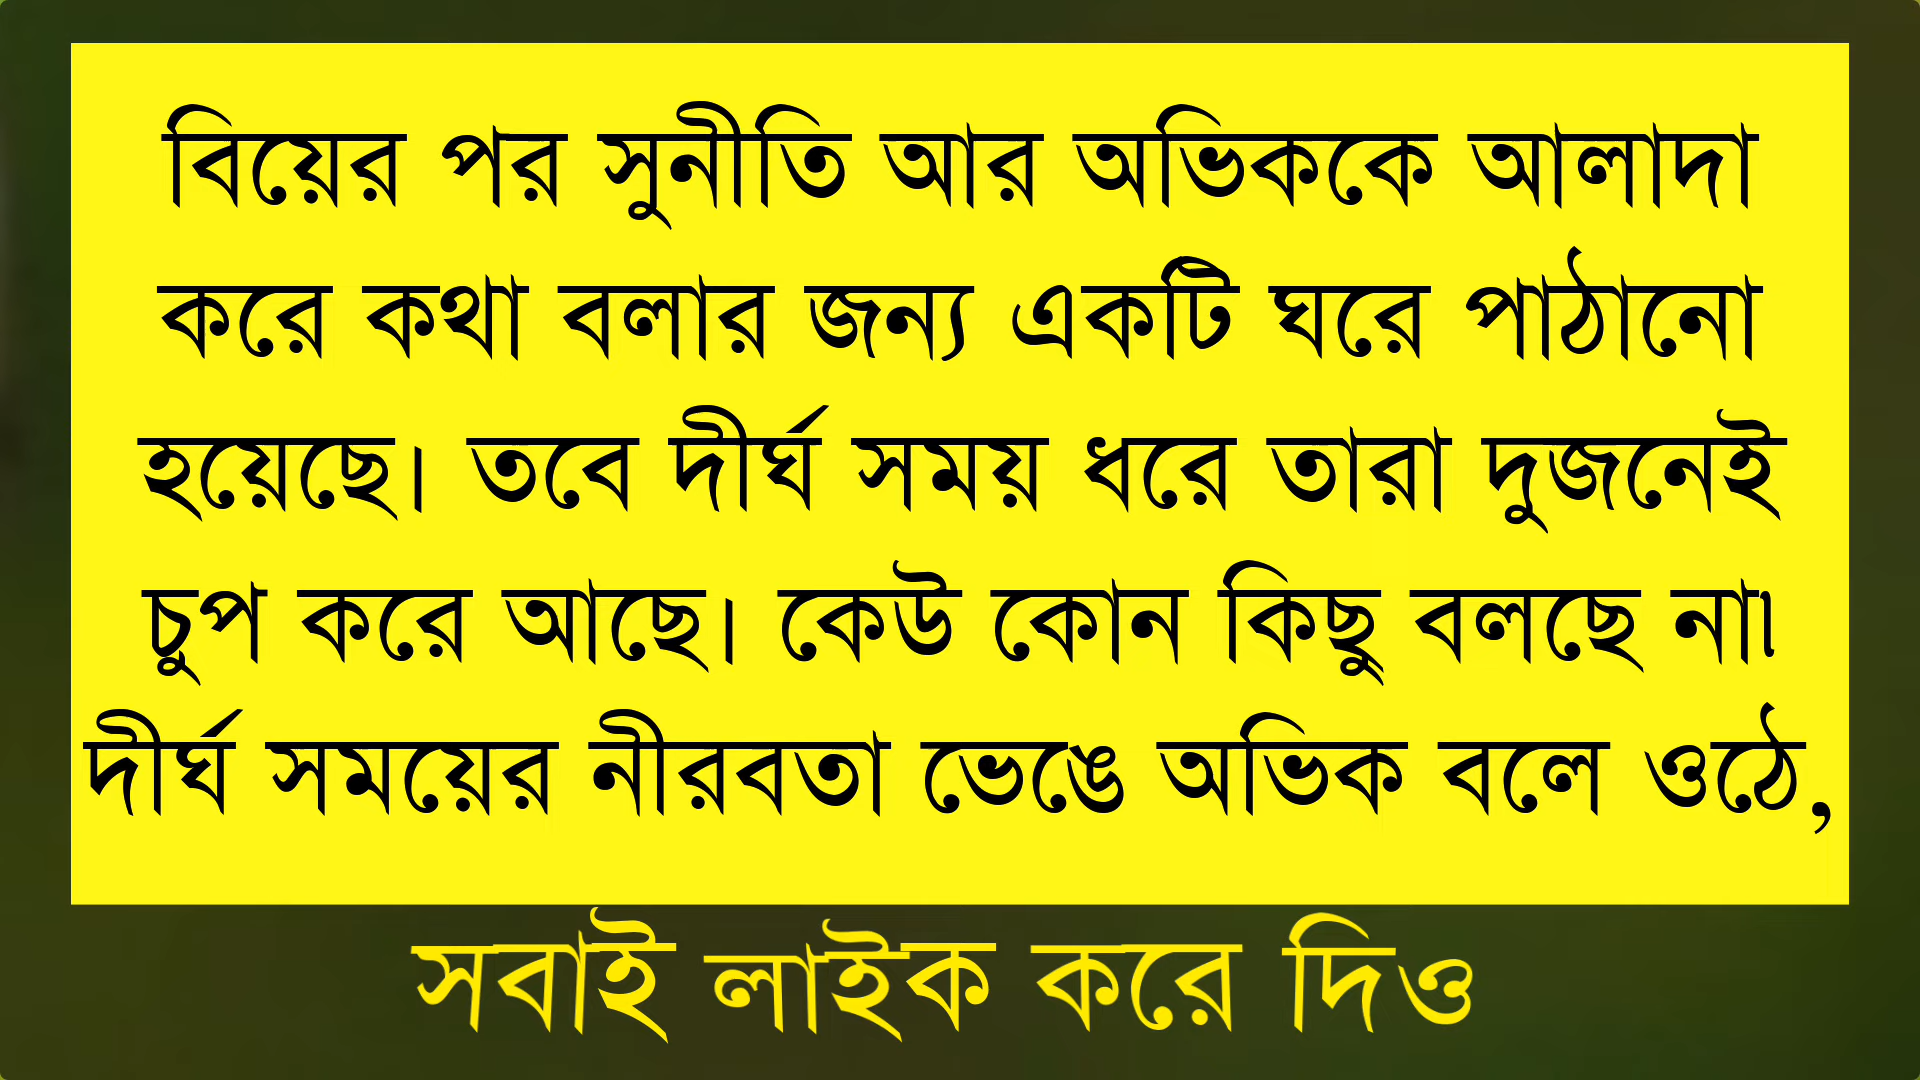 বিয়ের পর সুনীতি আর অভিককে আলাদা
করে কথা বলার জন্য একটি ঘরে পাঠানো
হয়েছে। তবে দীর্ঘ সময় ধরে তারা দুজনেই
চুপ করে আছে। কেউ কোন কিছু বলছে না৷
দীর্ঘ সময়ের নীরবতা ভেঙে অভিক বলে ওঠে,
সবাই লাইক করে দিও